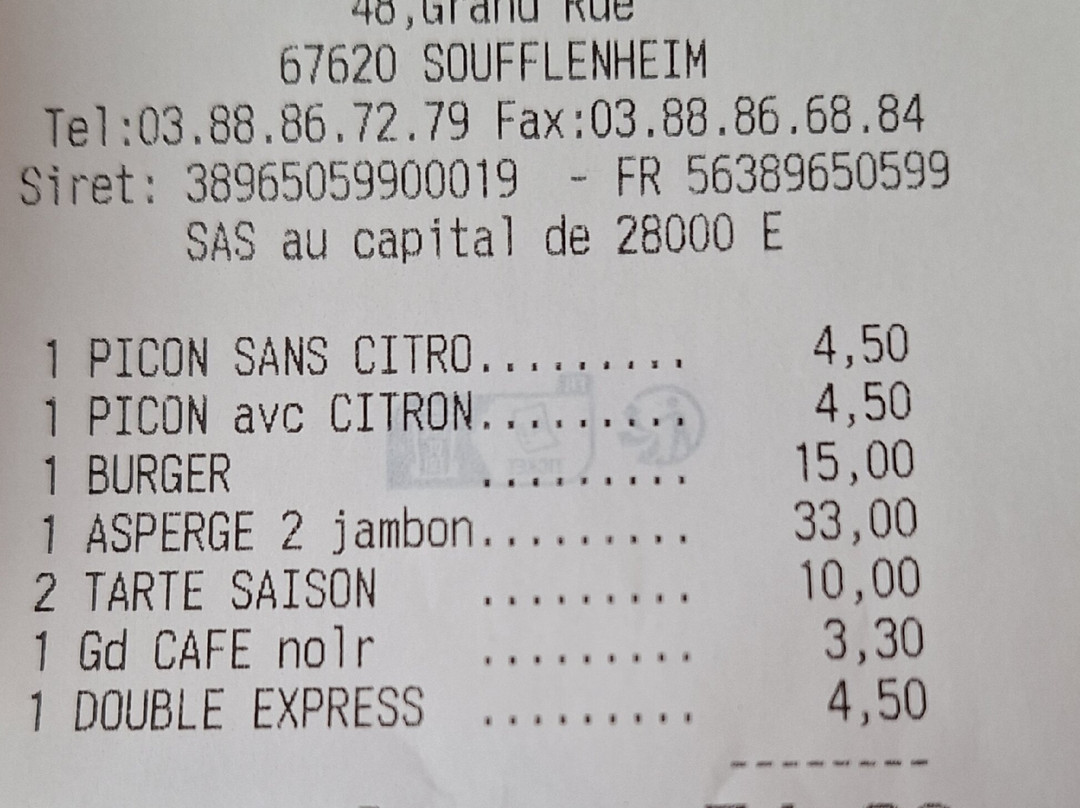 48,Grand Rue
67620 SOUFFLENHEIM
Tel:03.88.86.72.79 Fax:03.88.86.68.84
Siret: 38965059900019 - FR 56389650599
SAS au capital de 28000 E
1 PICON SANS CITRO......... 4,50
1 PICON avc CITRON......... 4,50
1 BURGER ......... 15,00
1 ASPERGE 2 jambon......... 33,00
2 TARTE SAISON ......... 10,00
1 Gd CAFE nolr ......... 3,30
1 DOUBLE EXPRESS ......... 4,50
--------